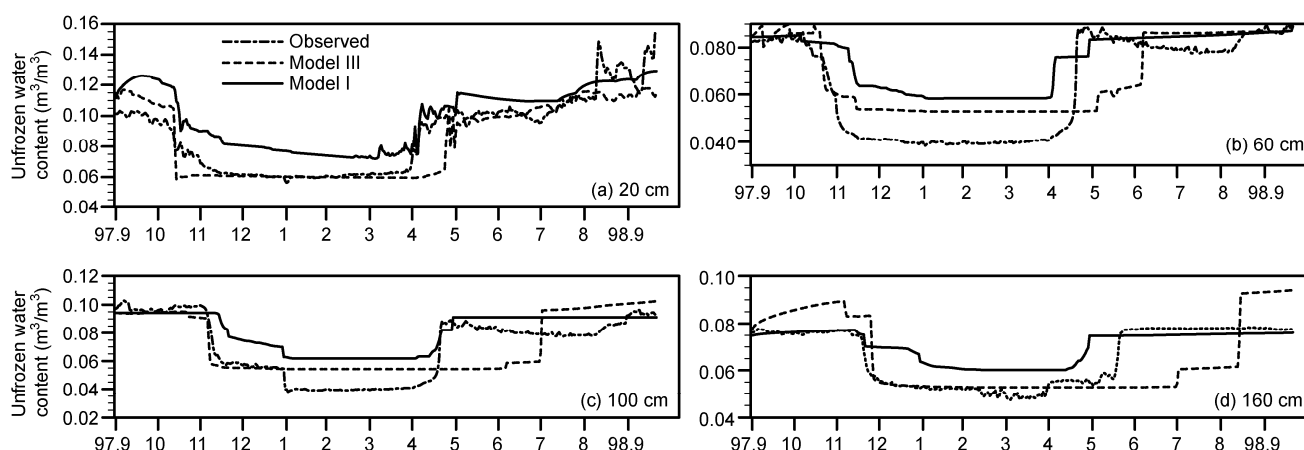 Unfrozen water
content (m³/m³)
0.16
0.14
0.12
0.10
0.08
0.06
0.04
Observed
Model III
Model I
(a) 20 cm
97.9 10 11 12 1 2 3 4 5 6 7 8 98.9
0.080
0.060
0.040
(b) 60 cm
97.9 10 11 12 1 2 3 4 5 6 7 8 98.9
Unfrozen water
content (m³/m³)
0.12
0.10
0.08
0.06
0.04
0.02
(c) 100 cm
97.9 10 11 12 1 2 3 4 5 6 7 8 98.9
0.10
0.08
0.06
0.04
(d) 160 cm
97.9 10 11 12 1 2 3 4 5 6 7 8 98.9